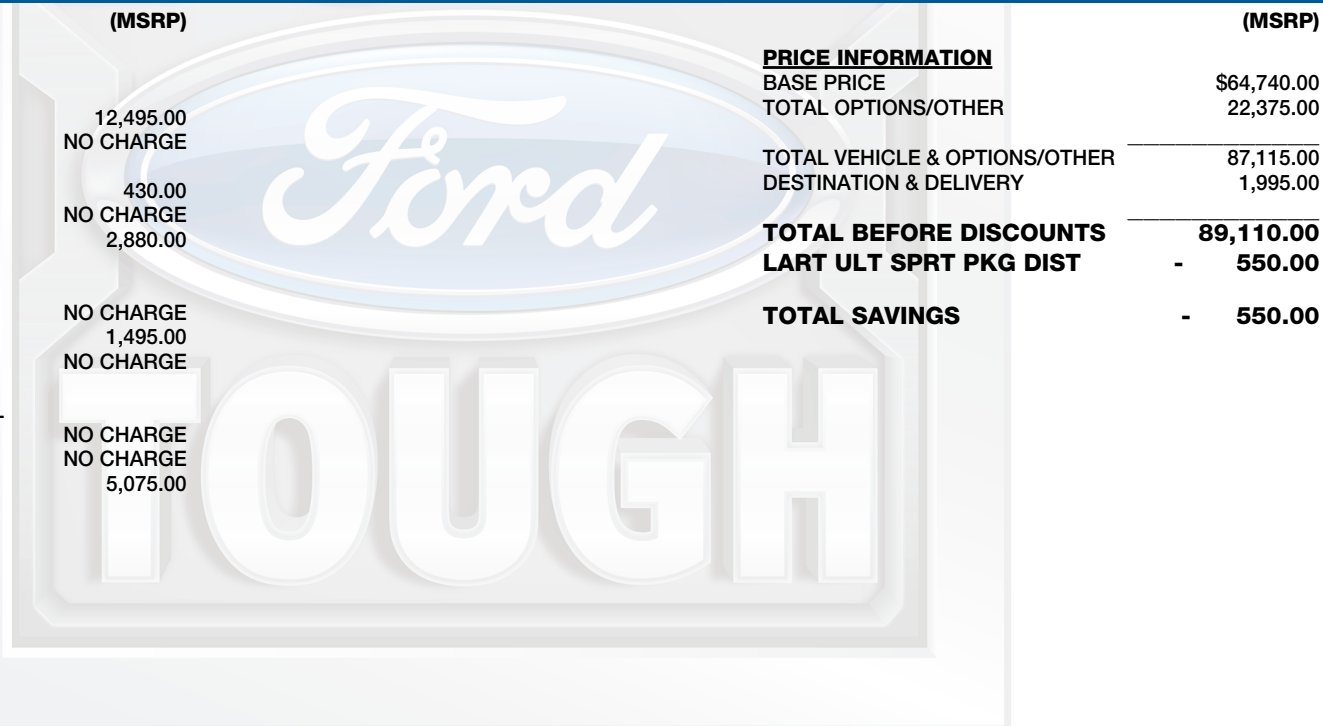 (MSRP)
12,495.00
NO CHARGE
430.00
NO CHARGE
2,880.00
NO CHARGE
1,495.00
NO CHARGE
NO CHARGE
NO CHARGE
5,075.00
(MSRP)
PRICE INFORMATION
BASE PRICE $64,740.00
TOTAL OPTIONS/OTHER 22,375.00
TOTAL VEHICLE & OPTIONS/OTHER 87,115.00
DESTINATION & DELIVERY 1,995.00
TOTAL BEFORE DISCOUNTS 89,110.00
LART ULT SPRT PKG DIST - 550.00
TOTAL SAVINGS - 550.00
Ford
TOUGH